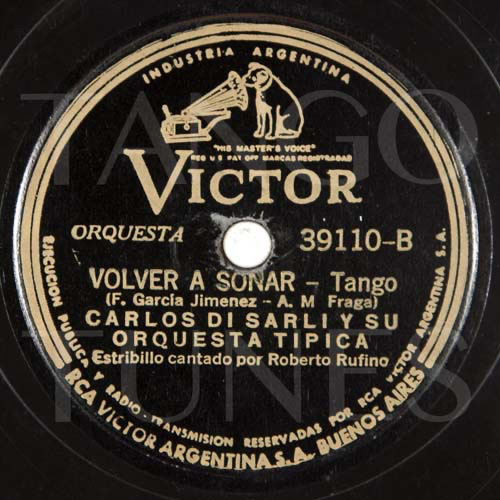 INDUSTRIA ARGENTINA
"HIS MASTER'S VOICE"
REG U S PAT OFF MARCAS REGISTRADAS
VICTOR
ORQUESTA 39110-B
VOLVER A SOÑAR – Tango
(F. García Jimenez – A. M Fraga)
CARLOS DI SARLI Y SU
ORQUESTA TIPICA
Estribillo cantado por Roberto Rufino
EJECUCION PUBLICA Y RADIO-TRANSMISION RESERVADAS POR RCA VICTOR ARGENTINA S.A.
RCA VICTOR ARGENTINA S.A. BUENOS AIRES
TANGO
TUNES